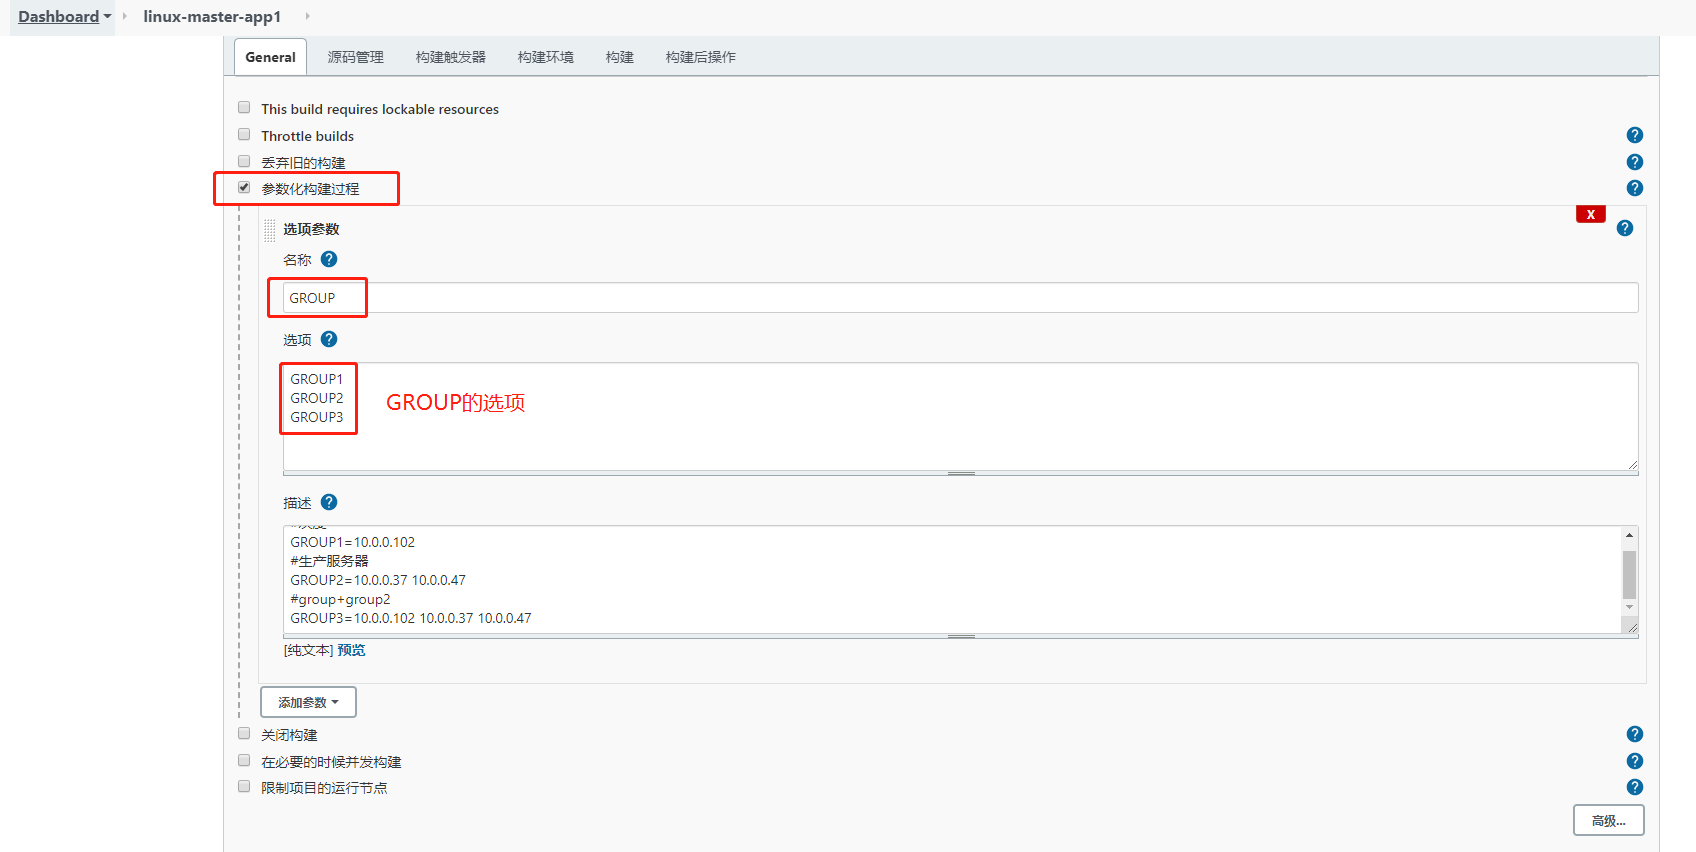 Dashboard
linux-master-app1
General 源码管理 构建触发器 构建环境 构建 构建后操作
This build requires lockable resources
Throttle builds
丢弃旧的构建
参数化构建过程
X
选项参数
名称
GROUP
选项
GROUP1
GROUP2
GROUP3
GROUP的选项
描述
GROUP1=10.0.0.102
#生产服务器
GROUP2=10.0.0.37 10.0.0.47
#group+group2
GROUP3=10.0.0.102 10.0.0.37 10.0.0.47
[纯文本] 预览
添加参数
关闭构建
在必要的时候并发构建
限制项目的运行节点
高级...